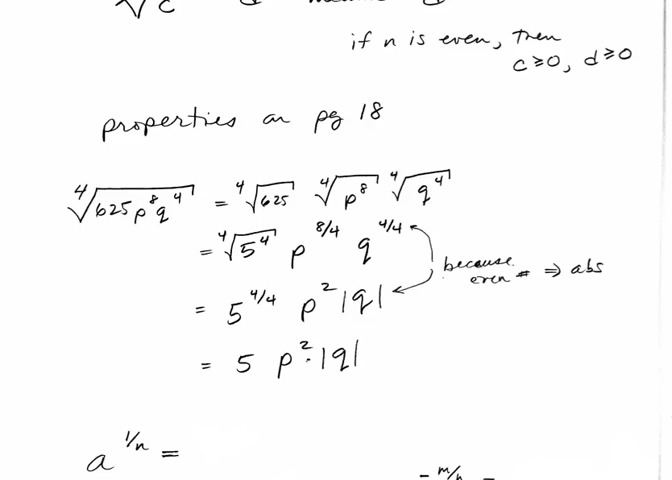 if n is even, then
c ≥ 0, d ≥ 0
properties on pg 18
⁴√(625p⁸q⁴) = ⁴√625 ⁴√(p⁸) ⁴√(q⁴)
= ⁴√(5⁴) p^(8/4) q^(4/4)
because even # ⇒ abs
= 5^(4/4) p² |q|
= 5 p² · |q|
a^(1/n) =